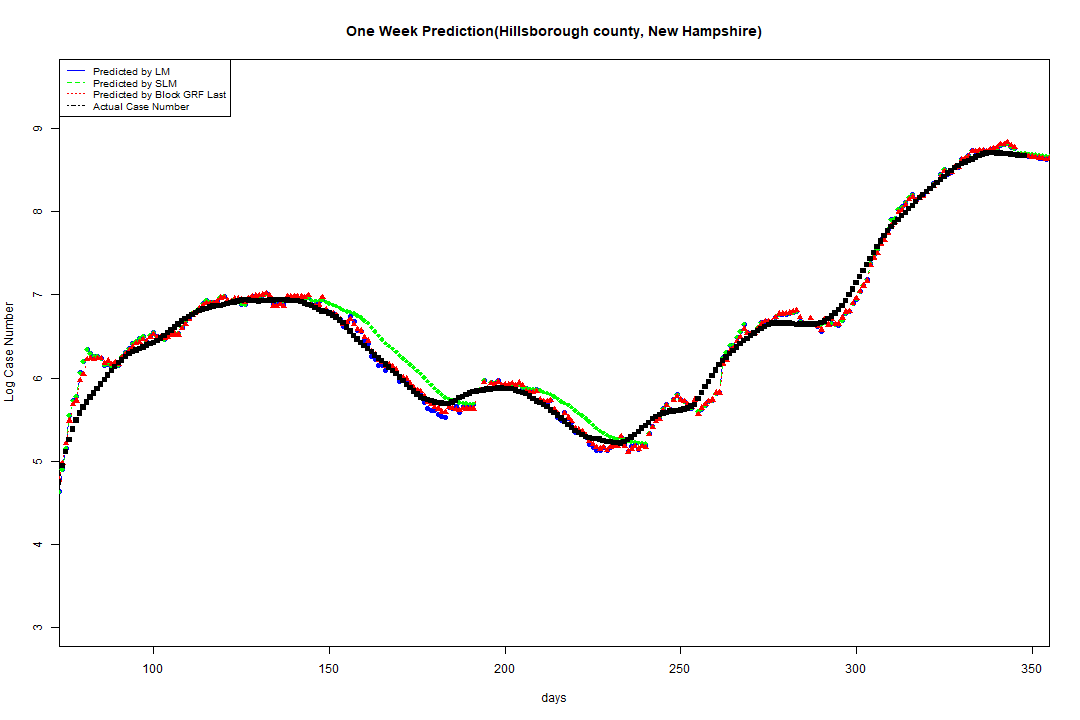 One Week Prediction(Hillsborough county, New Hampshire)
Predicted by LM
Predicted by SLM
Predicted by Block GRF Last
Actual Case Number
Log Case Number
9
8
7
6
5
4
3
100 150 200 250 300 350
days